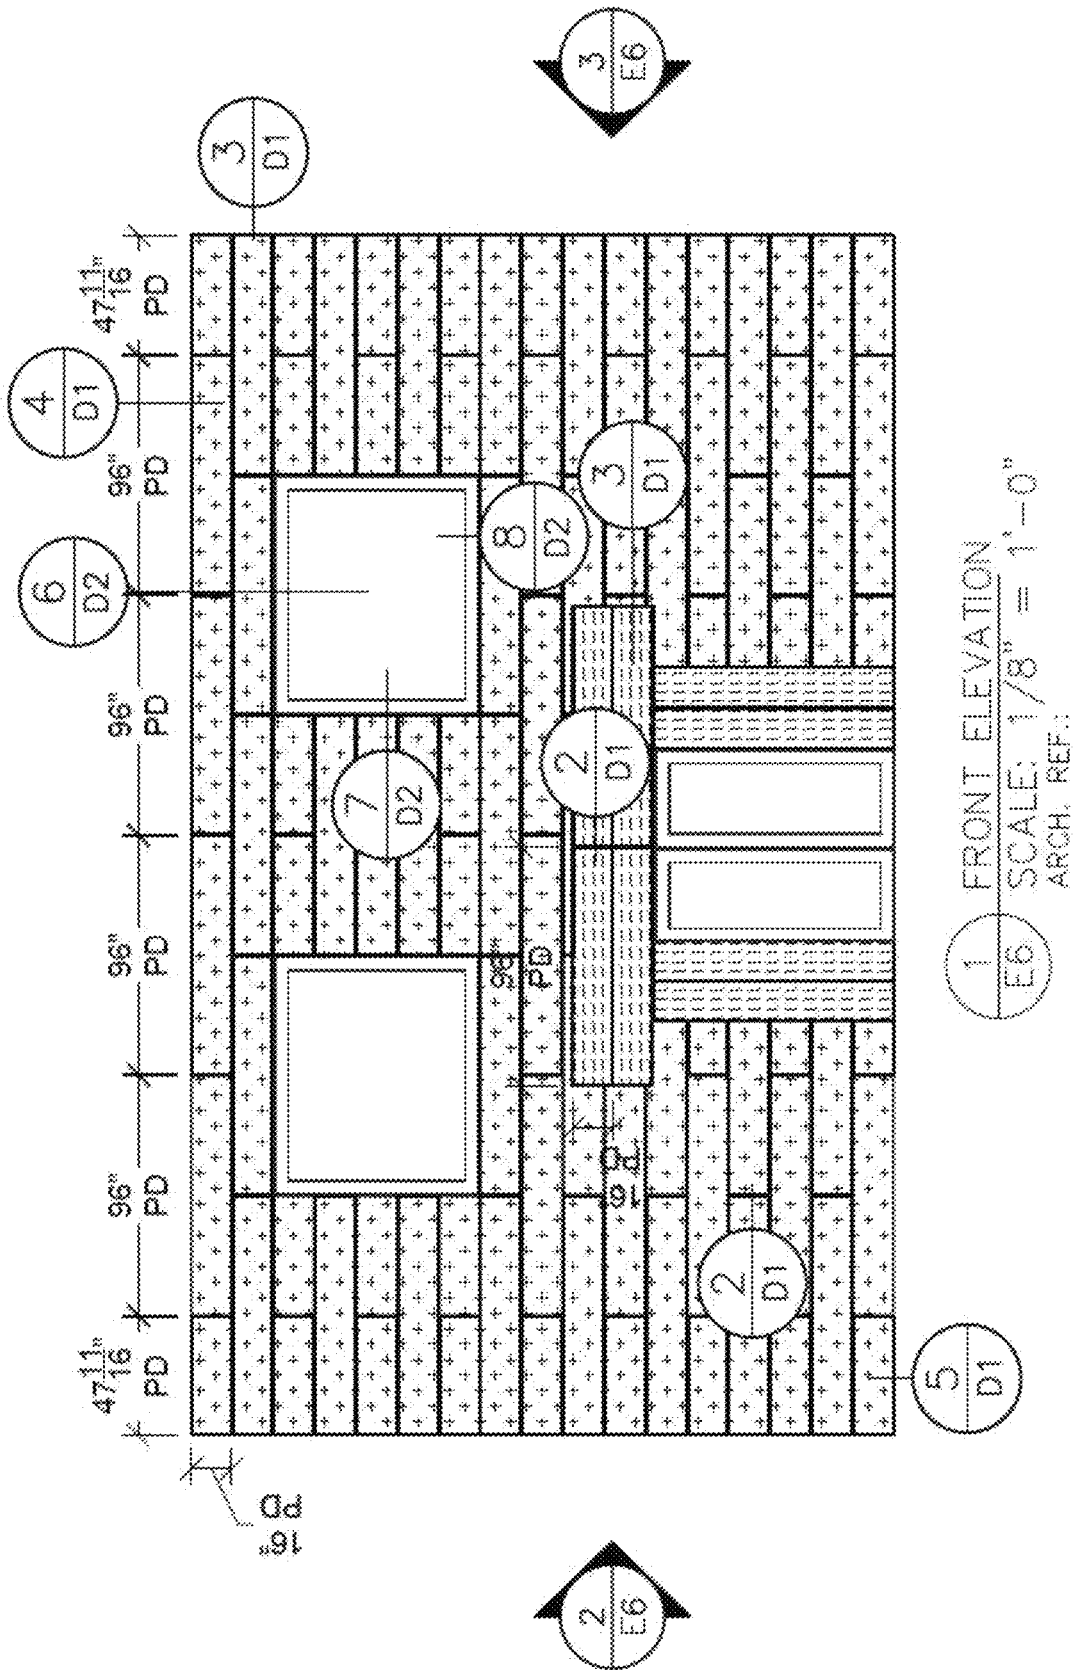 47 11/16"
PD
96"
PD
96"
PD
96"
PD
96"
PD
47 11/16"
PD
16"
PD
6
D2
4
D1
3
D1
7
D2
8
D2
3
D1
2
D1
96"
PD
16"
PD
2
D1
5
D1
2
E6
3
E6
1
E6
FRONT ELEVATION
SCALE: 1/8" = 1'-0"
ARCH. REF.: